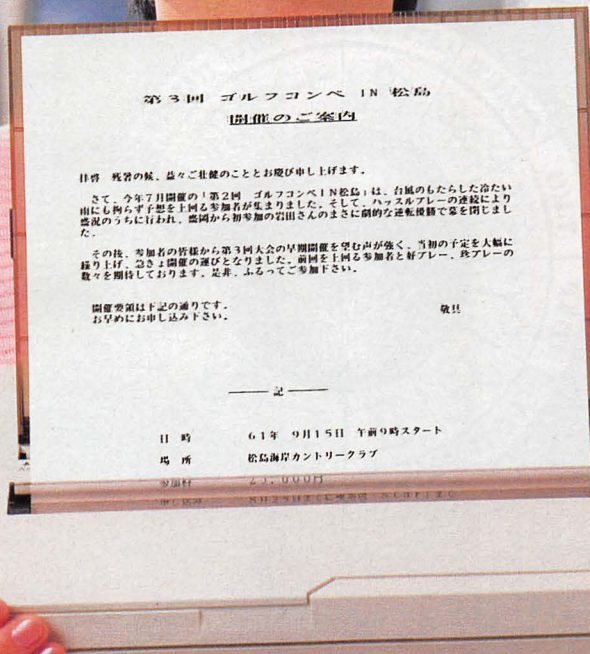 第3回 ゴルフコンペ IN 松島
開催のご案内
拝啓 残暑の候、益々ご壮健のこととお慶び申し上げます。
さて、今年7月開催の「第2回 ゴルフコンペIN松島」は、台風のもたらした冷たい
雨にも拘らず予想を上回る参加者が集まりました。そして、ハッスルプレーの連続により
盛況のうちに行われ、盛岡から初参加の岩田さんのまさに劇的な逆転優勝で幕を閉じまし
た。
その後、参加者の皆様から第3回大会の早期開催を望む声が強く、当初の予定を大幅に
繰り上げ、急きょ開催の運びとなりました。前回を上回る参加者と好プレー、珍プレーの
数々を期待しております。是非、ふるってご参加下さい。
開催要領は下記の通りです。
お早めにお申し込み下さい。
敬具
記
日 時 61年 9月15日 午前9時スタート
場 所 松島海岸カントリークラブ